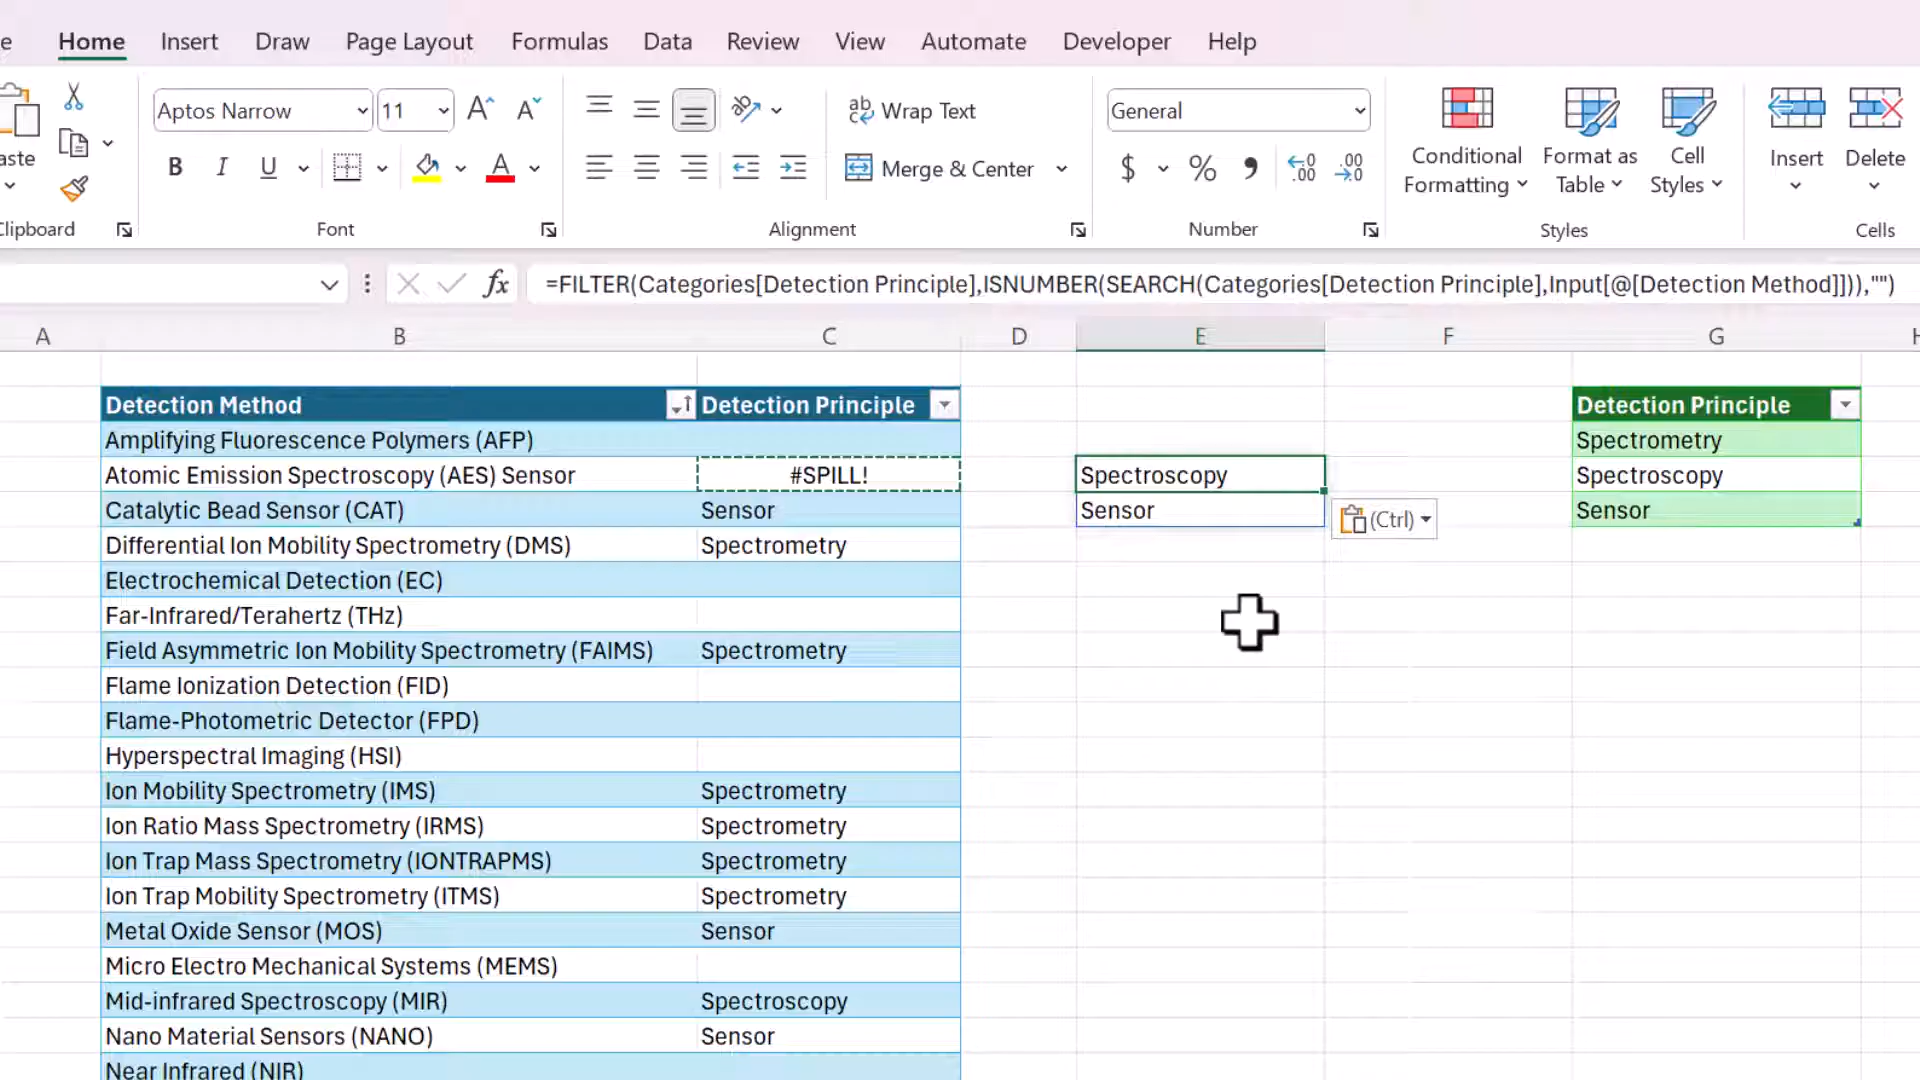 e Home Insert Draw Page Layout Formulas Data Review View Automate Developer Help
Aptos Narrow 11 A A Wrap Text General
aste B I U A Merge & Center $ % , Conditional Formatting Format as Table Cell Styles Insert Delete
lipboard Font Alignment Number Styles Cells
fx =FILTER(Categories[Detection Principle],ISNUMBER(SEARCH(Categories[Detection Principle],Input[@[Detection Method]])),"")
A B C D E F G H
Detection Method Detection Principle Detection Principle
Amplifying Fluorescence Polymers (AFP) Spectrometry
Atomic Emission Spectroscopy (AES) Sensor #SPILL! Spectroscopy Spectroscopy
Catalytic Bead Sensor (CAT) Sensor Sensor (Ctrl) Sensor
Differential Ion Mobility Spectrometry (DMS) Spectrometry
Electrochemical Detection (EC)
Far-Infrared/Terahertz (THz)
Field Asymmetric Ion Mobility Spectrometry (FAIMS) Spectrometry
Flame Ionization Detection (FID)
Flame-Photometric Detector (FPD)
Hyperspectral Imaging (HSI)
Ion Mobility Spectrometry (IMS) Spectrometry
Ion Ratio Mass Spectrometry (IRMS) Spectrometry
Ion Trap Mass Spectrometry (IONTRAPMS) Spectrometry
Ion Trap Mobility Spectrometry (ITMS) Spectrometry
Metal Oxide Sensor (MOS) Sensor
Micro Electro Mechanical Systems (MEMS)
Mid-infrared Spectroscopy (MIR) Spectroscopy
Nano Material Sensors (NANO) Sensor
Near Infrared (NIR)